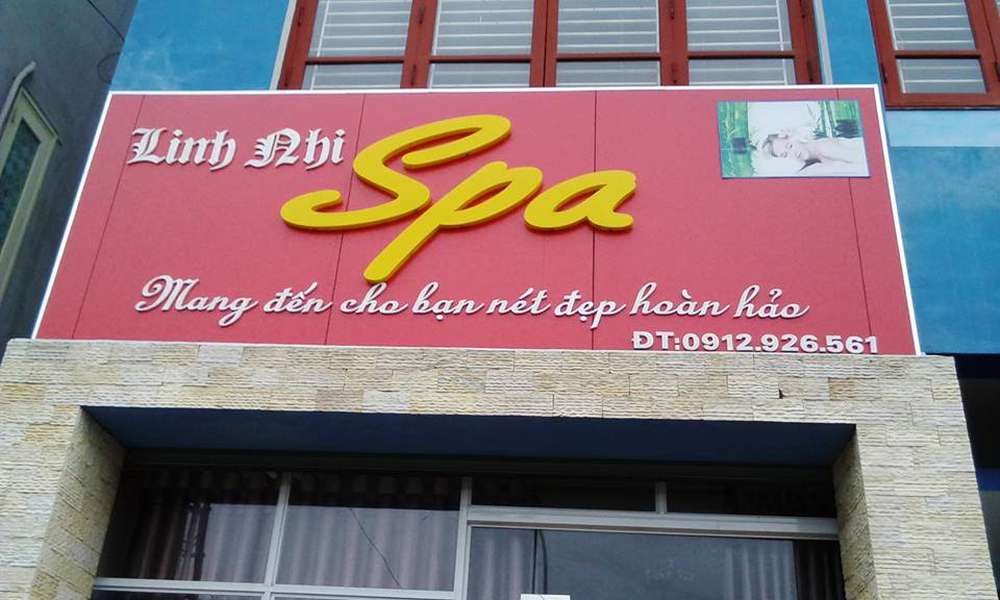 Linh Nhi Spa
Mang đến cho bạn nét đẹp hoàn hảo
ĐT:0912.926.561